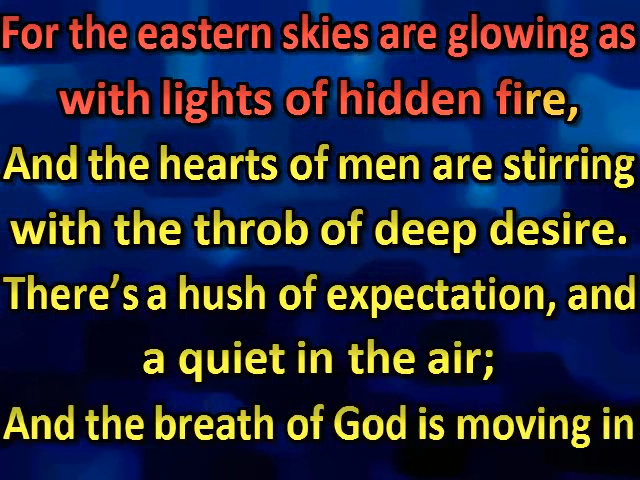 For the eastern skies are glowing as
with lights of hidden fire,
And the hearts of men are stirring
with the throb of deep desire.
There’s a hush of expectation, and
a quiet in the air;
And the breath of God is moving in